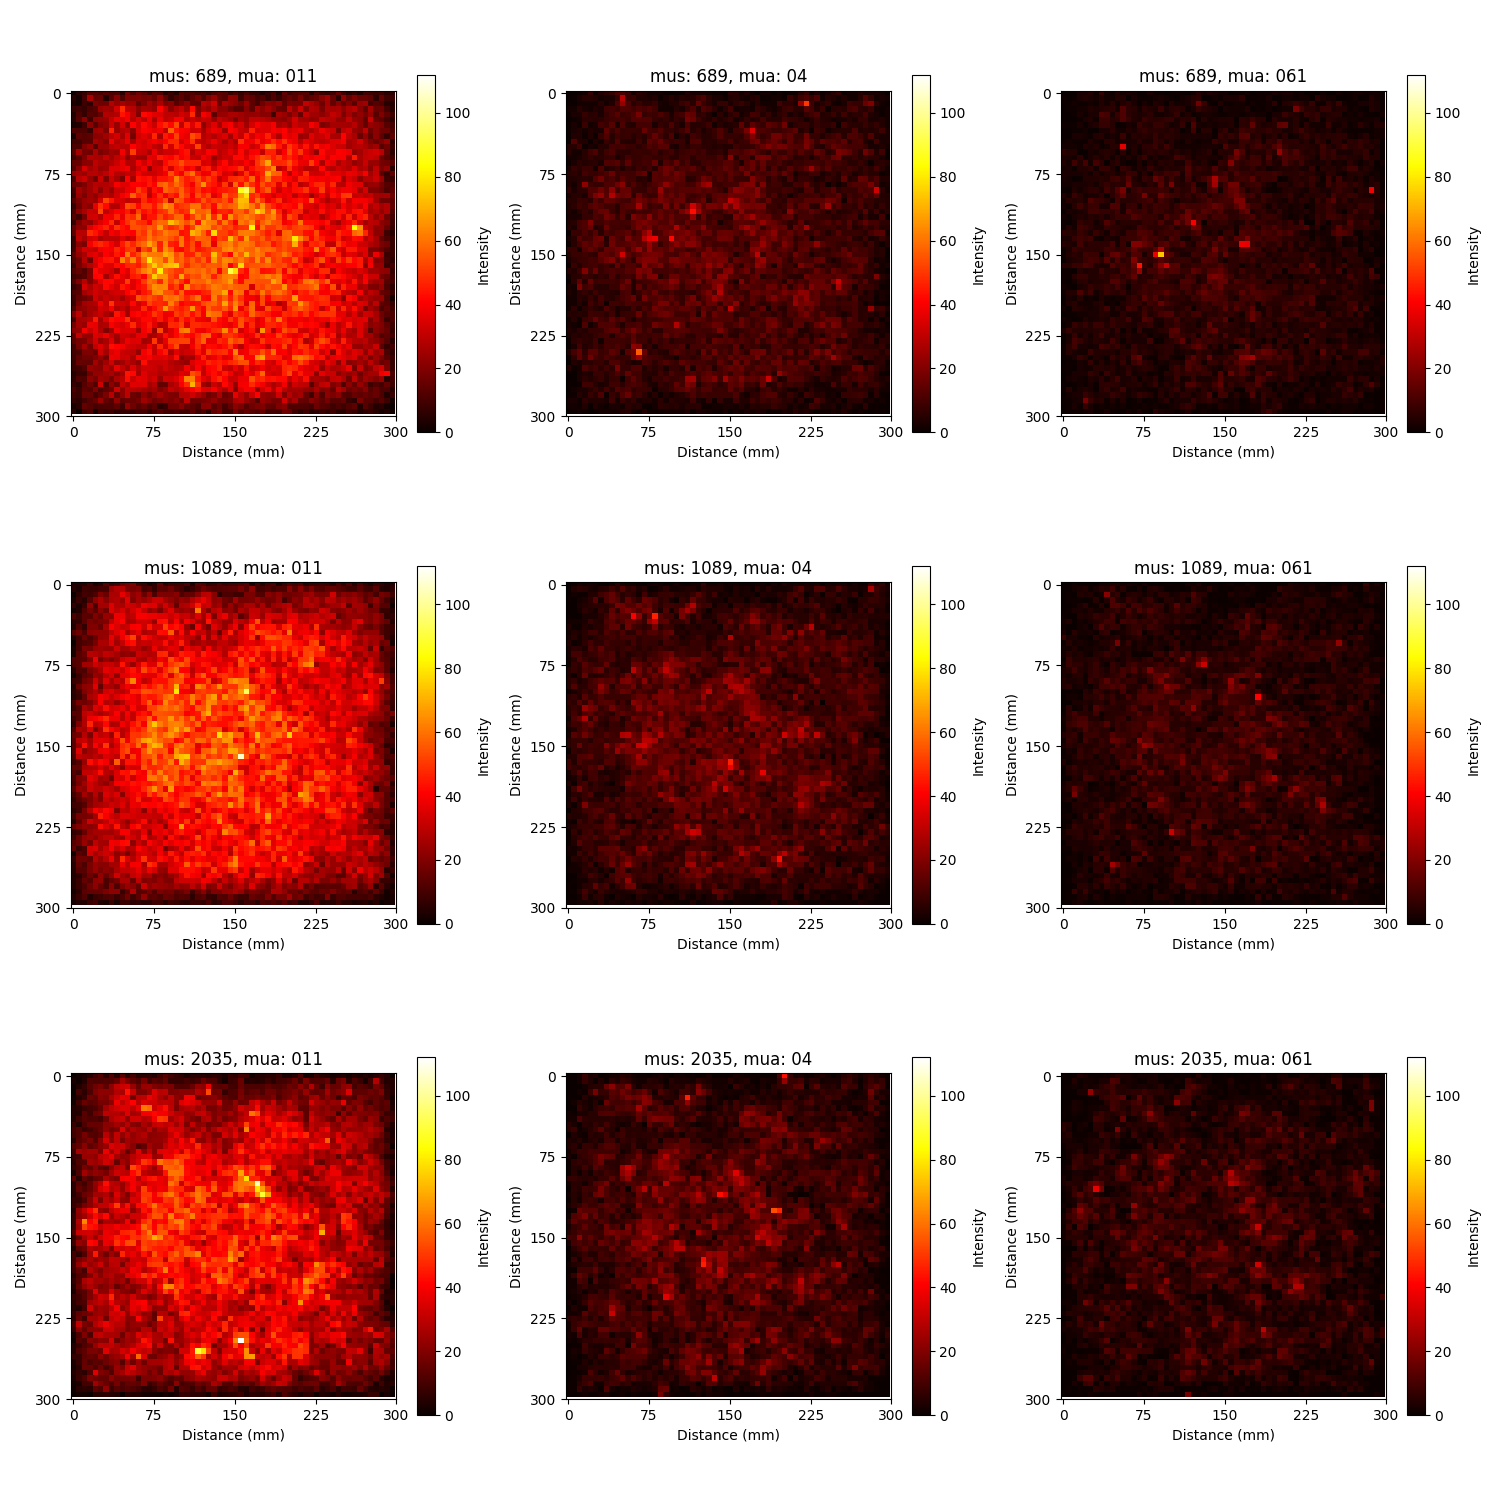 mus: 689, mua: 011
0
75
150
225
300
Distance (mm)
0 75 150 225 300
Distance (mm)
100
80
60
40
20
0
Intensity
mus: 689, mua: 04
0
75
150
225
300
Distance (mm)
0 75 150 225 300
Distance (mm)
100
80
60
40
20
0
Intensity
mus: 689, mua: 061
0
75
150
225
300
Distance (mm)
0 75 150 225 300
Distance (mm)
100
80
60
40
20
0
Intensity
mus: 1089, mua: 011
0
75
150
225
300
Distance (mm)
0 75 150 225 300
Distance (mm)
100
80
60
40
20
0
Intensity
mus: 1089, mua: 04
0
75
150
225
300
Distance (mm)
0 75 150 225 300
Distance (mm)
100
80
60
40
20
0
Intensity
mus: 1089, mua: 061
0
75
150
225
300
Distance (mm)
0 75 150 225 300
Distance (mm)
100
80
60
40
20
0
Intensity
mus: 2035, mua: 011
0
75
150
225
300
Distance (mm)
0 75 150 225 300
Distance (mm)
100
80
60
40
20
0
Intensity
mus: 2035, mua: 04
0
75
150
225
300
Distance (mm)
0 75 150 225 300
Distance (mm)
100
80
60
40
20
0
Intensity
mus: 2035, mua: 061
0
75
150
225
300
Distance (mm)
0 75 150 225 300
Distance (mm)
100
80
60
40
20
0
Intensity